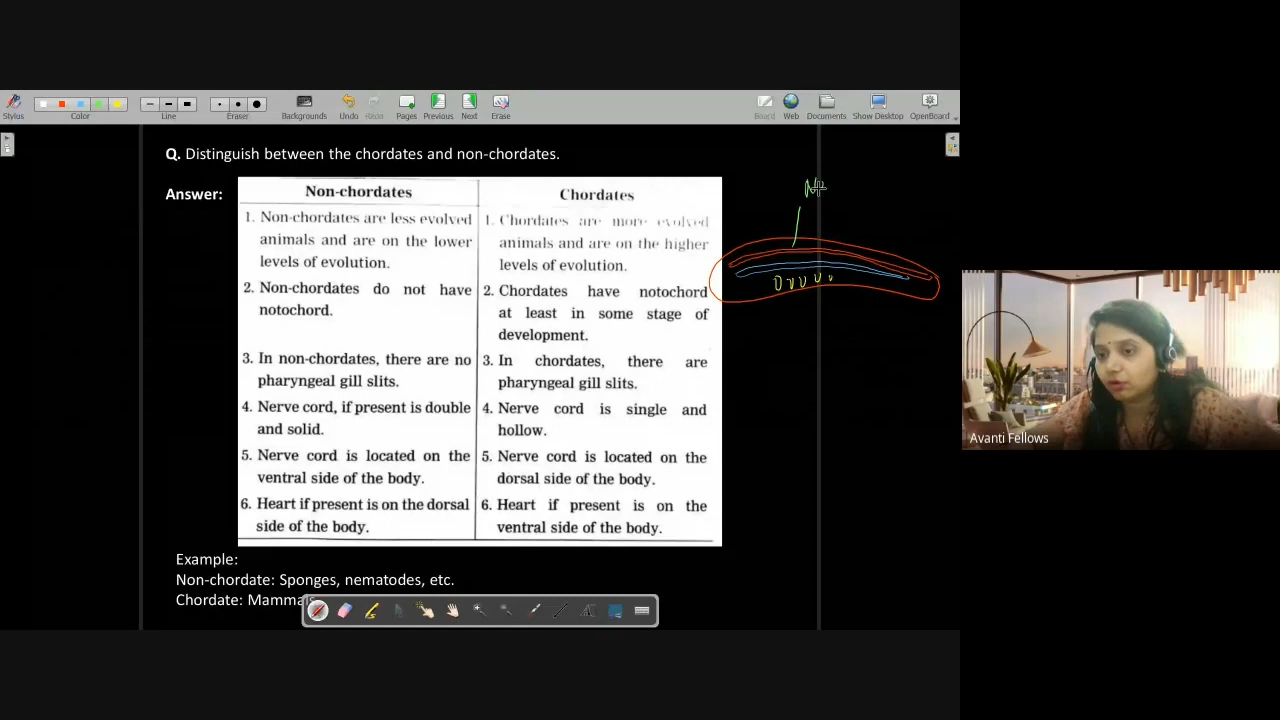 Stylus
Color
Line
Eraser
Backgrounds
Undo
Redo
Pages
Previous
Next
Erase
Board
Web
Documents
Show Desktop
OpenBoard
Q. Distinguish between the chordates and non-chordates.
Answer:
Non-chordates
1. Non-chordates are less evolved
animals and are on the lower
levels of evolution.
2. Non-chordates do not have
notochord.
3. In non-chordates, there are no
pharyngeal gill slits.
4. Nerve cord, if present is double
and solid.
5. Nerve cord is located on the
ventral side of the body.
6. Heart if present is on the dorsal
side of the body.
Chordates
1. Chordates are more evolved
animals and are on the higher
levels of evolution.
2. Chordates have notochord
at least in some stage of
development.
3. In chordates, there are
pharyngeal gill slits.
4. Nerve cord is single and
hollow.
5. Nerve cord is located on the
dorsal side of the body.
6. Heart if present is on the
ventral side of the body.
Example:
Non-chordate: Sponges, nematodes, etc.
Chordate: Mammals
Avanti Fellows